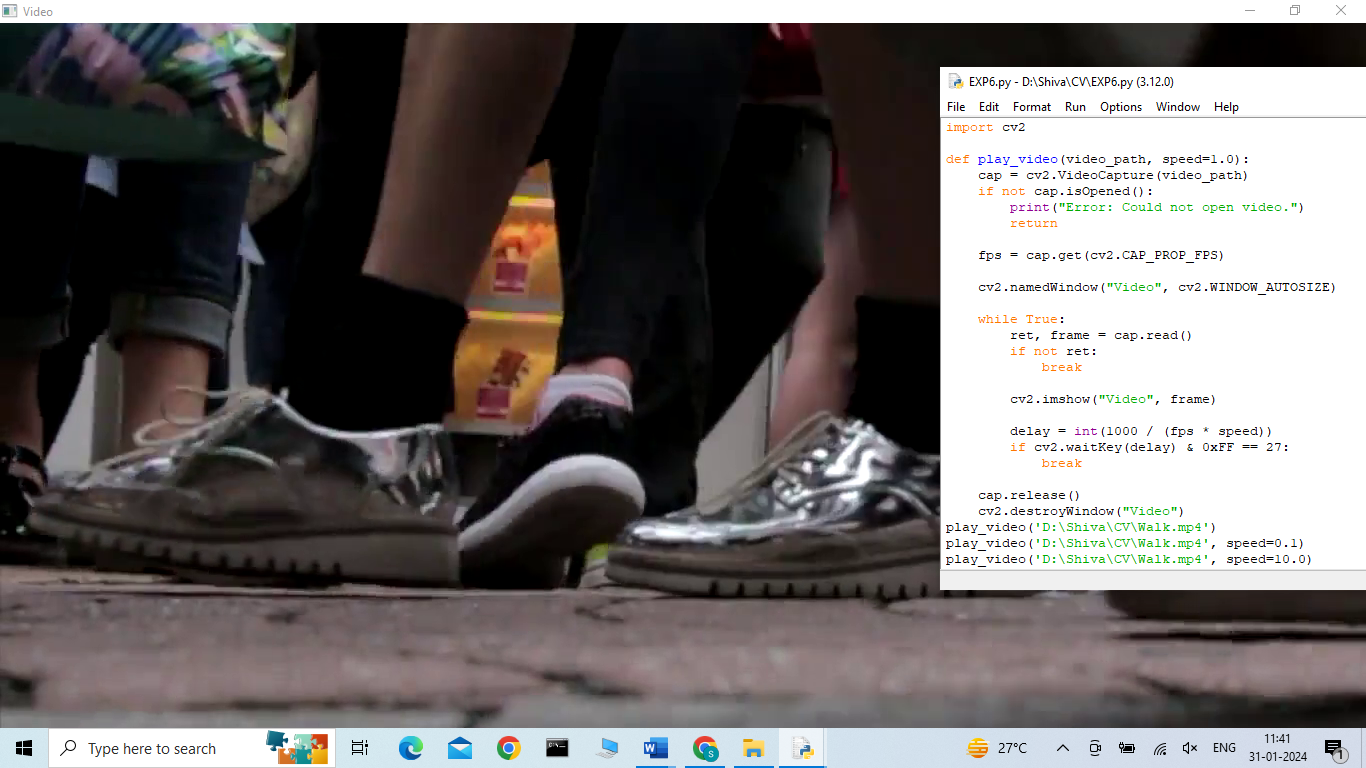 Video
EXP6.py - D:\Shiva\CV\EXP6.py (3.12.0)
File Edit Format Run Options Window Help
import cv2
def play_video(video_path, speed=1.0):
    cap = cv2.VideoCapture(video_path)
    if not cap.isOpened():
        print("Error: Could not open video.")
        return
    fps = cap.get(cv2.CAP_PROP_FPS)
    cv2.namedWindow("Video", cv2.WINDOW_AUTOSIZE)
    while True:
        ret, frame = cap.read()
        if not ret:
            break
        cv2.imshow("Video", frame)
        delay = int(1000 / (fps * speed))
        if cv2.waitKey(delay) & 0xFF == 27:
            break
    cap.release()
    cv2.destroyWindow("Video")
play_video('D:\Shiva\CV\Walk.mp4')
play_video('D:\Shiva\CV\Walk.mp4', speed=0.1)
play_video('D:\Shiva\CV\Walk.mp4', speed=10.0)
Type here to search
27°C
ENG
11:41
31-01-2024
1